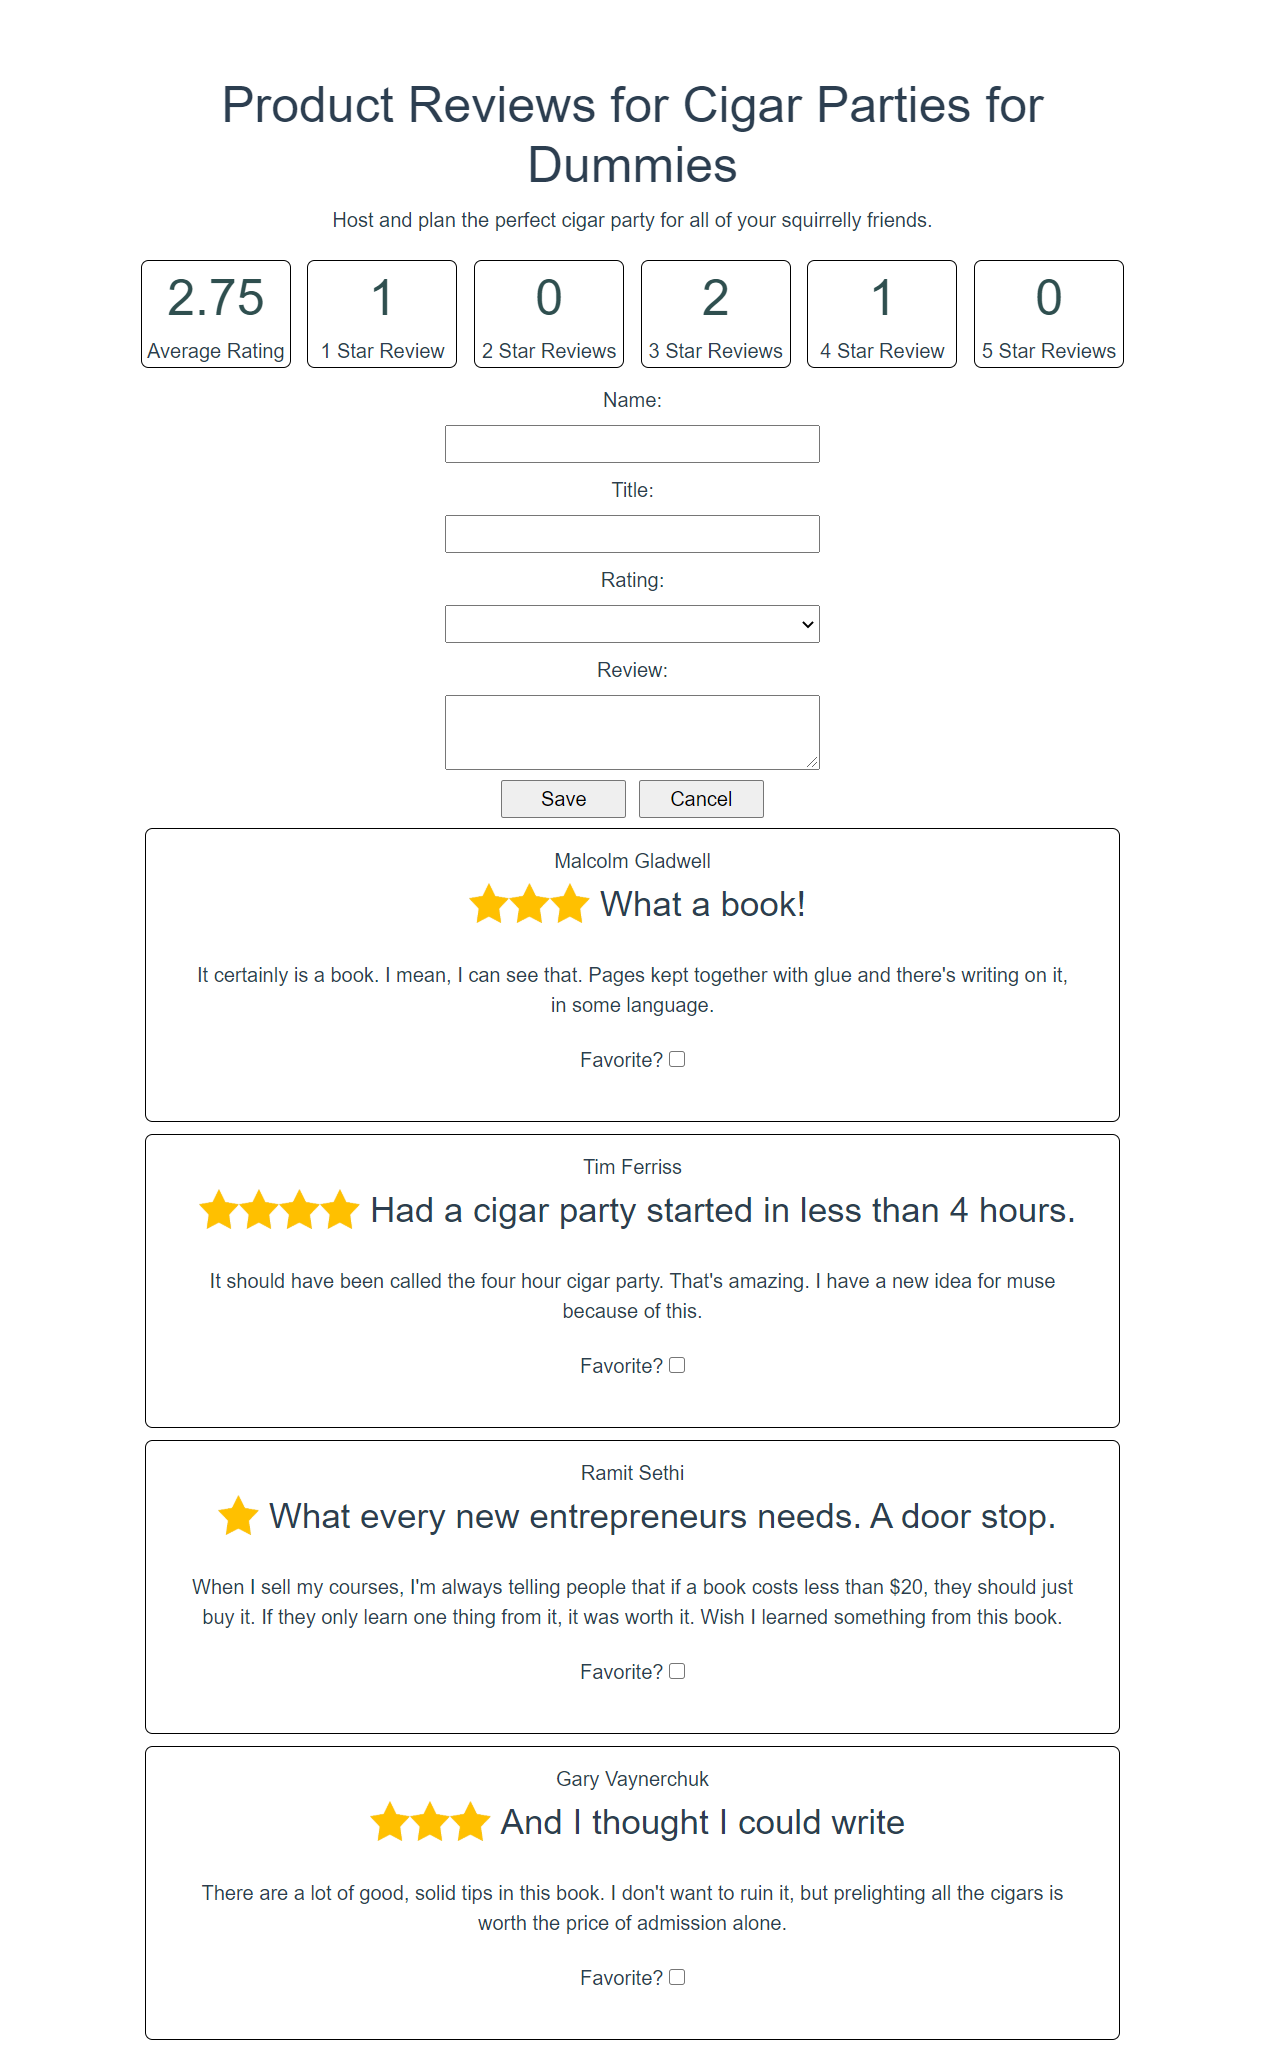 Product Reviews for Cigar Parties for
Dummies
Host and plan the perfect cigar party for all of your squirrelly friends.
2.75
Average Rating
1
1 Star Review
0
2 Star Reviews
2
3 Star Reviews
1
4 Star Review
0
5 Star Reviews
Name:
Title:
Rating:
Review:
Save
Cancel
Malcolm Gladwell
What a book!
It certainly is a book. I mean, I can see that. Pages kept together with glue and there's writing on it,
in some language.
Favorite?
Tim Ferriss
Had a cigar party started in less than 4 hours.
It should have been called the four hour cigar party. That's amazing. I have a new idea for muse
because of this.
Favorite?
Ramit Sethi
What every new entrepreneurs needs. A door stop.
When I sell my courses, I'm always telling people that if a book costs less than $20, they should just
buy it. If they only learn one thing from it, it was worth it. Wish I learned something from this book.
Favorite?
Gary Vaynerchuk
And I thought I could write
There are a lot of good, solid tips in this book. I don't want to ruin it, but prelighting all the cigars is
worth the price of admission alone.
Favorite?